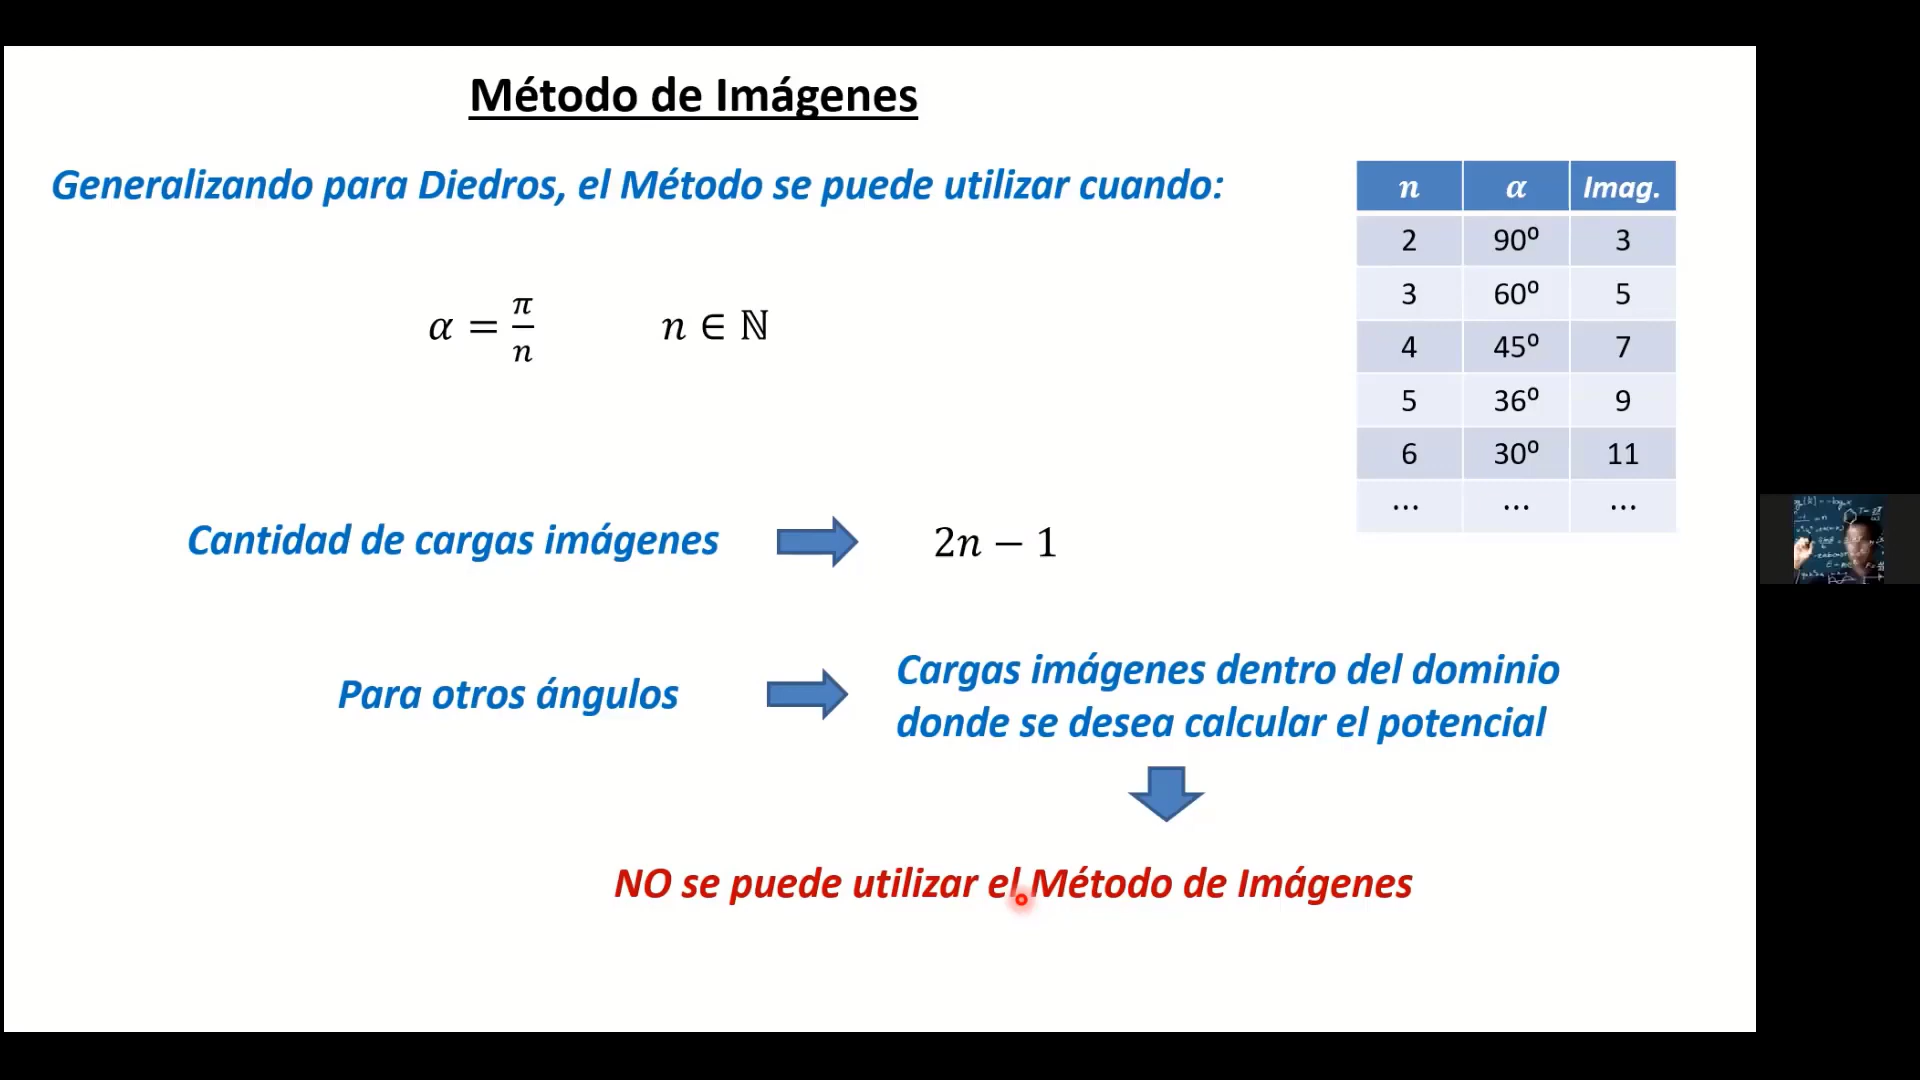 Método de Imágenes
Generalizando para Diedros, el Método se puede utilizar cuando:
α = π/n n ∈ ℕ
n α Imag.
2 90º 3
3 60º 5
4 45º 7
5 36º 9
6 30º 11
... ... ...
Cantidad de cargas imágenes 2n − 1
Para otros ángulos
Cargas imágenes dentro del dominio
donde se desea calcular el potencial
NO se puede utilizar el Método de Imágenes